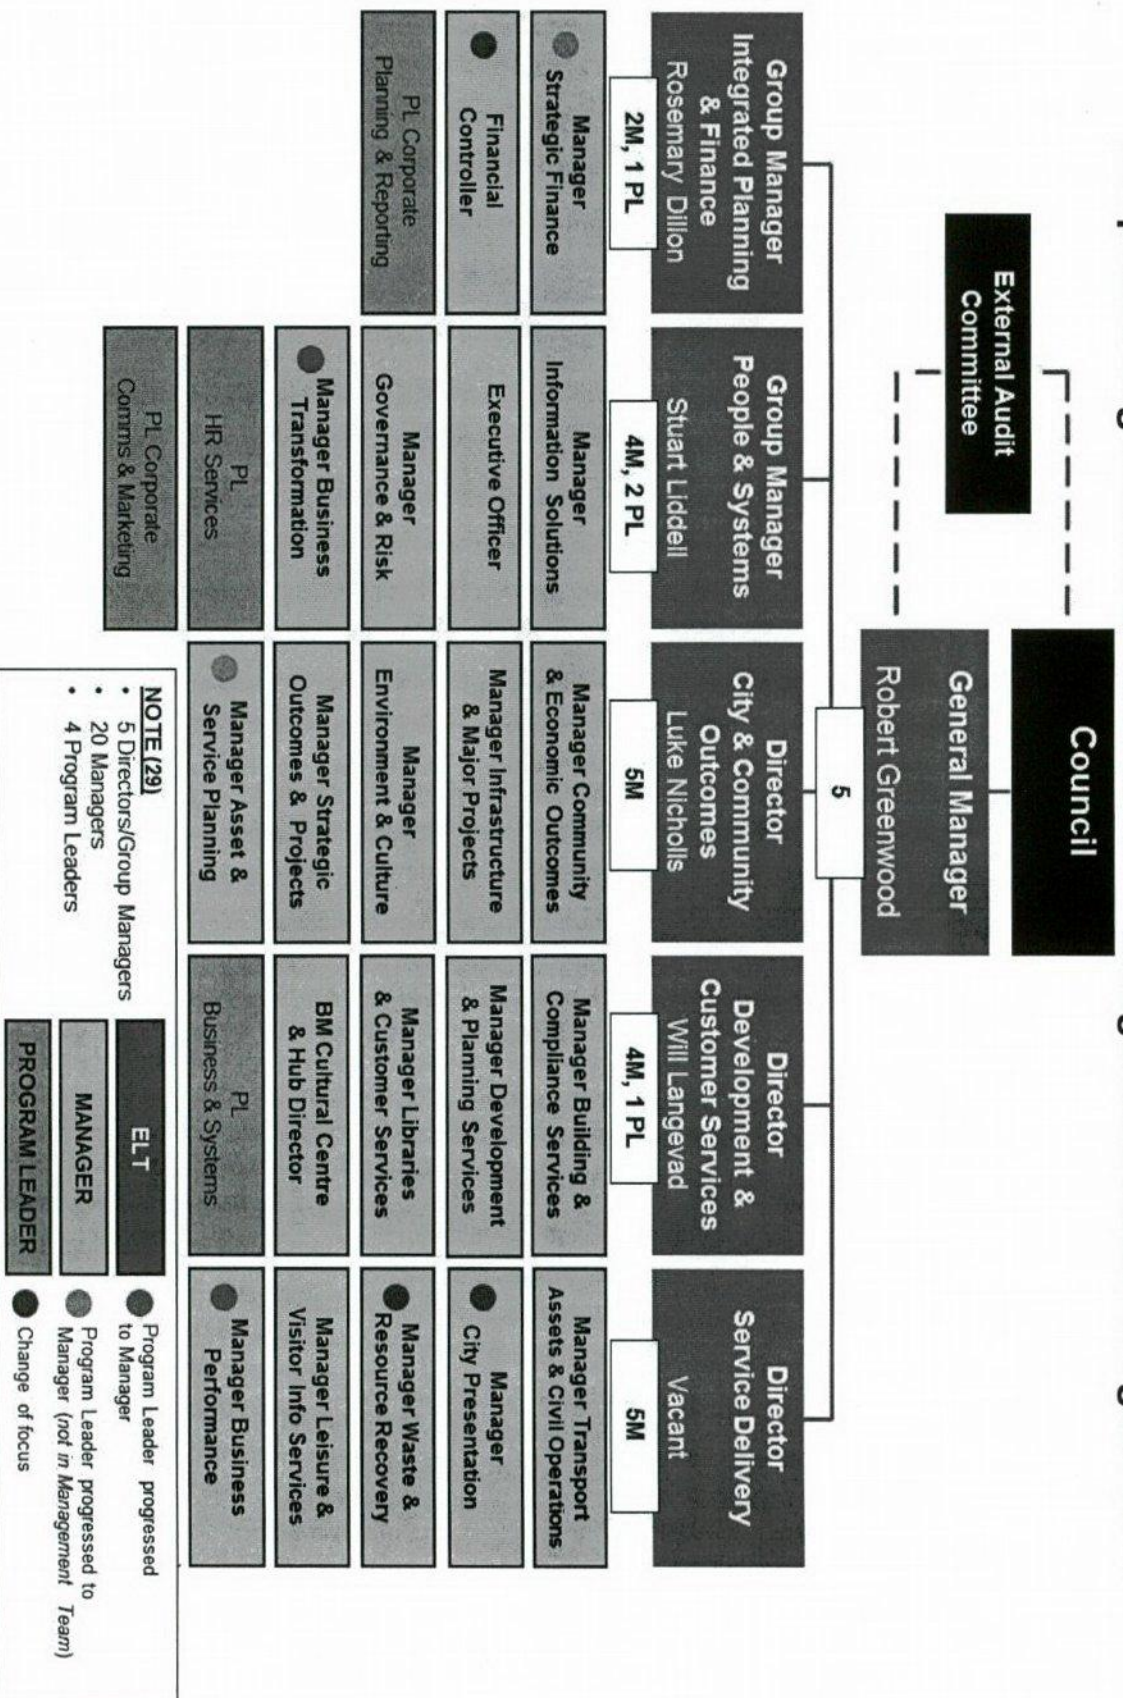 Council
External Audit
Committee
General Manager
Robert Greenwood
5
Group Manager
Integrated Planning
& Finance
Rosemary Dillon
2M, 1 PL
Manager
Strategic Finance
Financial
Controller
PL Corporate
Planning & Reporting
Group Manager
People & Systems
Stuart Liddell
4M, 2 PL
Manager
Information Solutions
Executive Officer
Manager
Governance & Risk
Manager Business
Transformation
PL
HR Services
PL Corporate
Comms & Marketing
Director
City & Community
Outcomes
Luke Nicholls
5M
Manager Community
& Economic Outcomes
Manager Infrastructure
& Major Projects
Manager
Environment & Culture
Manager Strategic
Outcomes & Projects
Manager Asset &
Service Planning
Director
Development &
Customer Services
Will Langevad
4M, 1 PL
Manager Building &
Compliance Services
Manager Development
& Planning Services
Manager Libraries
& Customer Services
BM Cultural Centre
& Hub Director
PL
Business & Systems
Director
Service Delivery
Vacant
5M
Manager Transport
Assets & Civil Operations
Manager
City Presentation
Manager Waste &
Resource Recovery
Manager Leisure &
Visitor Info Services
Manager Business
Performance
NOTE (29)
• 5 Directors/Group Managers
• 20 Managers
• 4 Program Leaders
ELT
MANAGER
PROGRAM LEADER
Program Leader progressed
to Manager
Program Leader progressed to
Manager (not in Management Team)
Change of focus